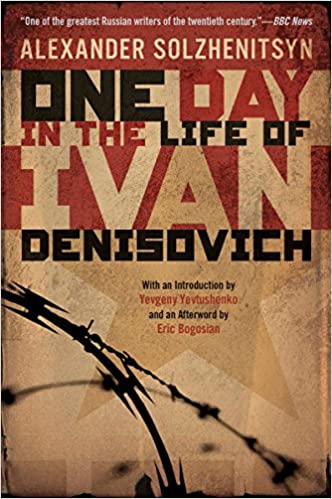 “One of the greatest Russian writers of the twentieth century.”—BBC News
ALEXANDER SOLZHENITSYN
ONE DAY
IN THE LIFE OF
IVAN
DENISOVICH
With an Introduction by
Yevgeny Yevtushenko
and an Afterword by
Eric Bogosian